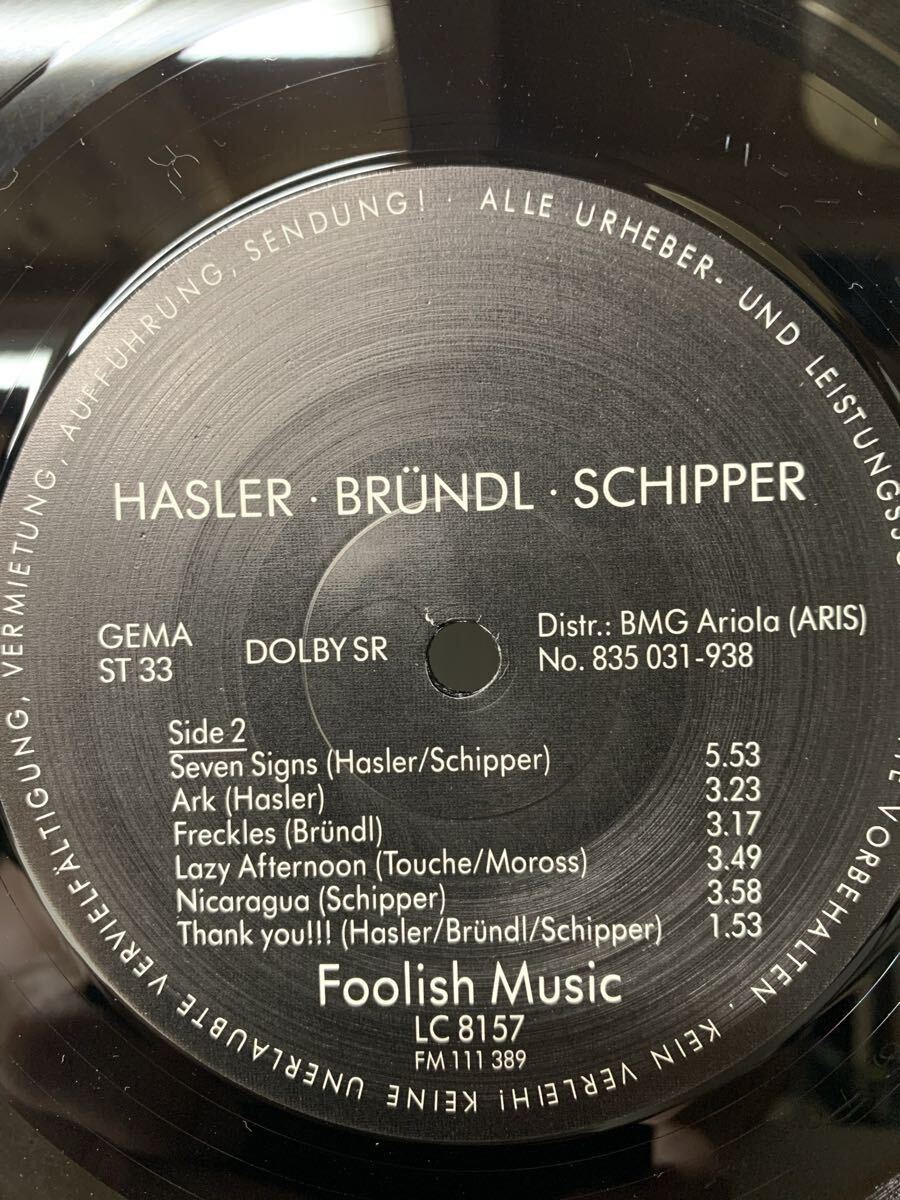 ALLE URHEBER- UND LEISTUNGSSC
TE VORBEHALTEN · KEIN VERLEIH! KEINE UNERLAUBTE VERVIELFÄLTIGUNG, VERMIETUNG, AUFFÜHRUNG, SENDUNG! ·
HASLER · BRÜNDL · SCHIPPER
GEMA
ST 33
DOLBY SR
Distr.: BMG Ariola (ARIS)
No. 835 031-938
Side 2
Seven Signs (Hasler/Schipper) 5.53
Ark (Hasler) 3.23
Freckles (Bründl) 3.17
Lazy Afternoon (Touche/Moross) 3.49
Nicaragua (Schipper) 3.58
Thank you!!! (Hasler/Bründl/Schipper) 1.53
Foolish Music
LC 8157
FM 111 389